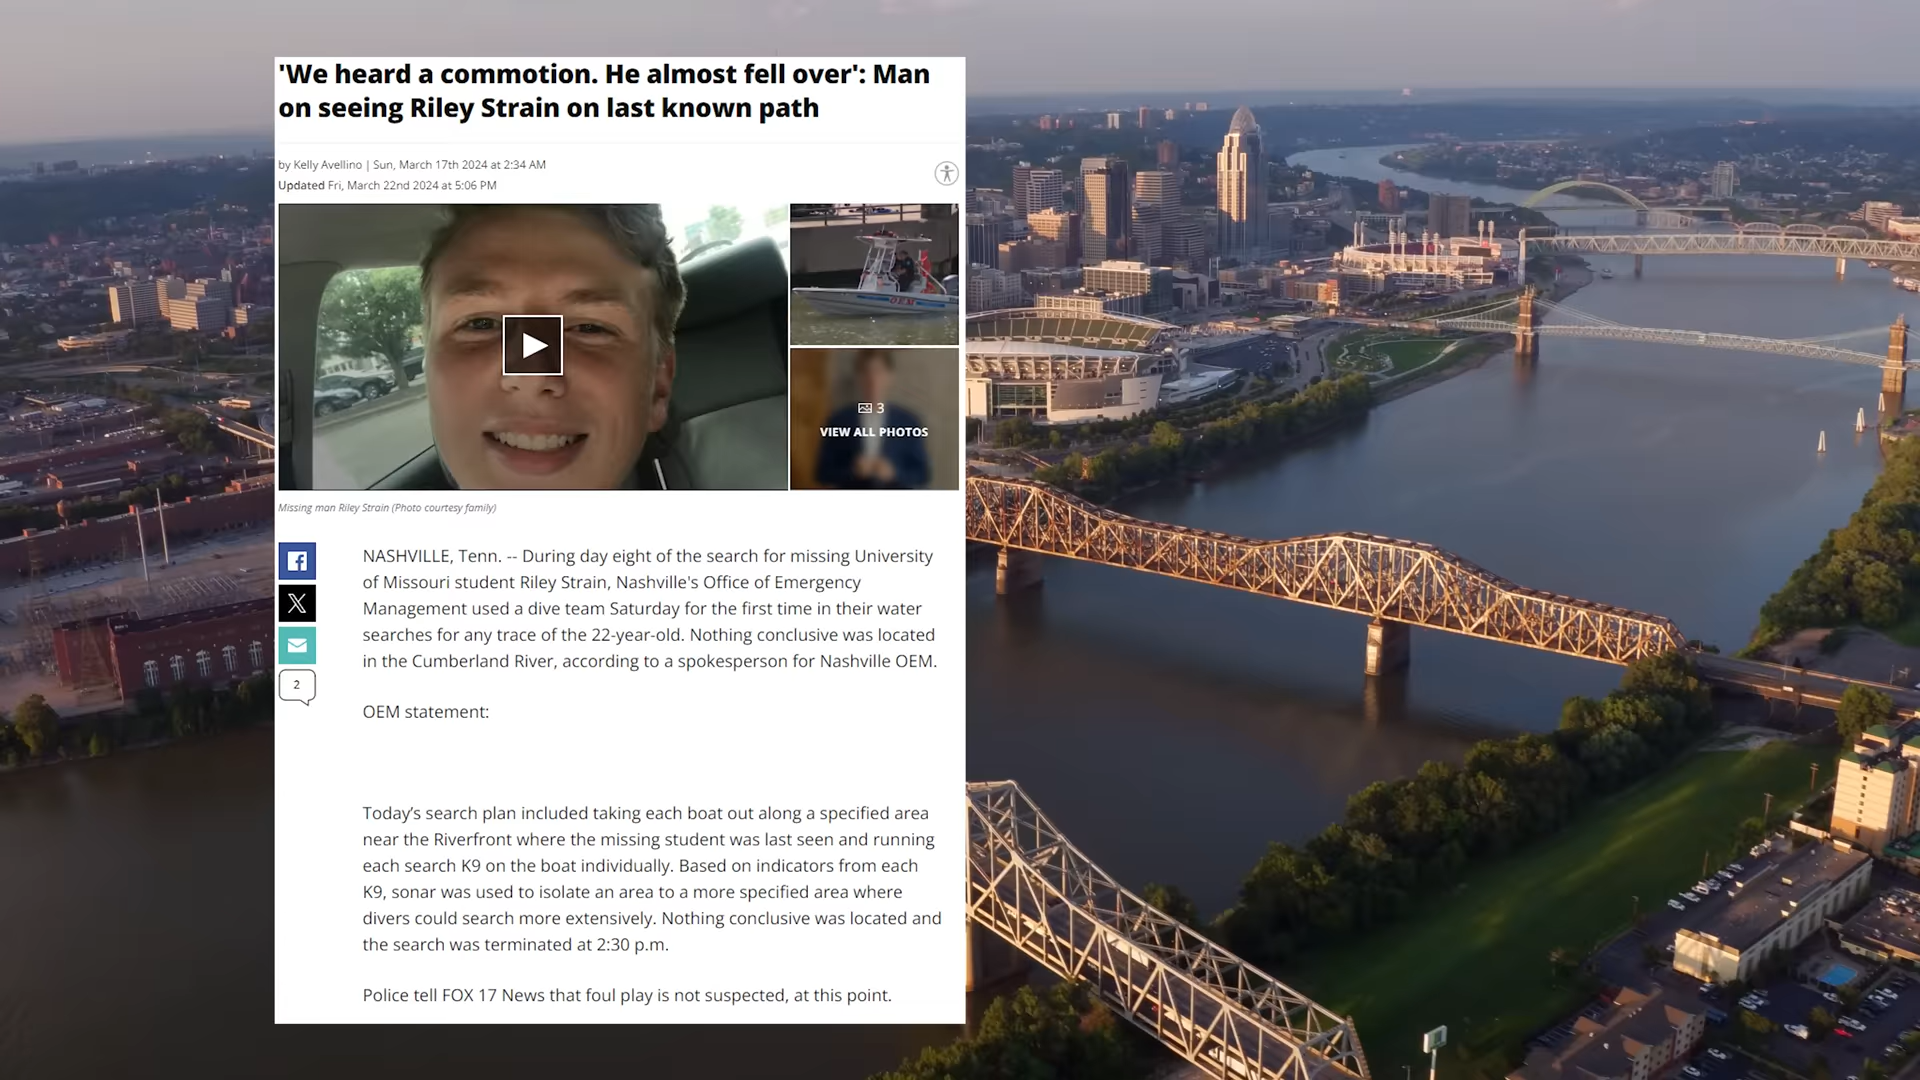 'We heard a commotion. He almost fell over': Man
on seeing Riley Strain on last known path
by Kelly Avellino | Sun, March 17th 2024 at 2:34 AM
Updated Fri, March 22nd 2024 at 5:06 PM
OEM
3
VIEW ALL PHOTOS
Missing man Riley Strain (Photo courtesy family)
2
NASHVILLE, Tenn. -- During day eight of the search for missing University
of Missouri student Riley Strain, Nashville's Office of Emergency
Management used a dive team Saturday for the first time in their water
searches for any trace of the 22-year-old. Nothing conclusive was located
in the Cumberland River, according to a spokesperson for Nashville OEM.
OEM statement:
Today’s search plan included taking each boat out along a specified area
near the Riverfront where the missing student was last seen and running
each search K9 on the boat individually. Based on indicators from each
K9, sonar was used to isolate an area to a more specified area where
divers could search more extensively. Nothing conclusive was located and
the search was terminated at 2:30 p.m.
Police tell FOX 17 News that foul play is not suspected, at this point.